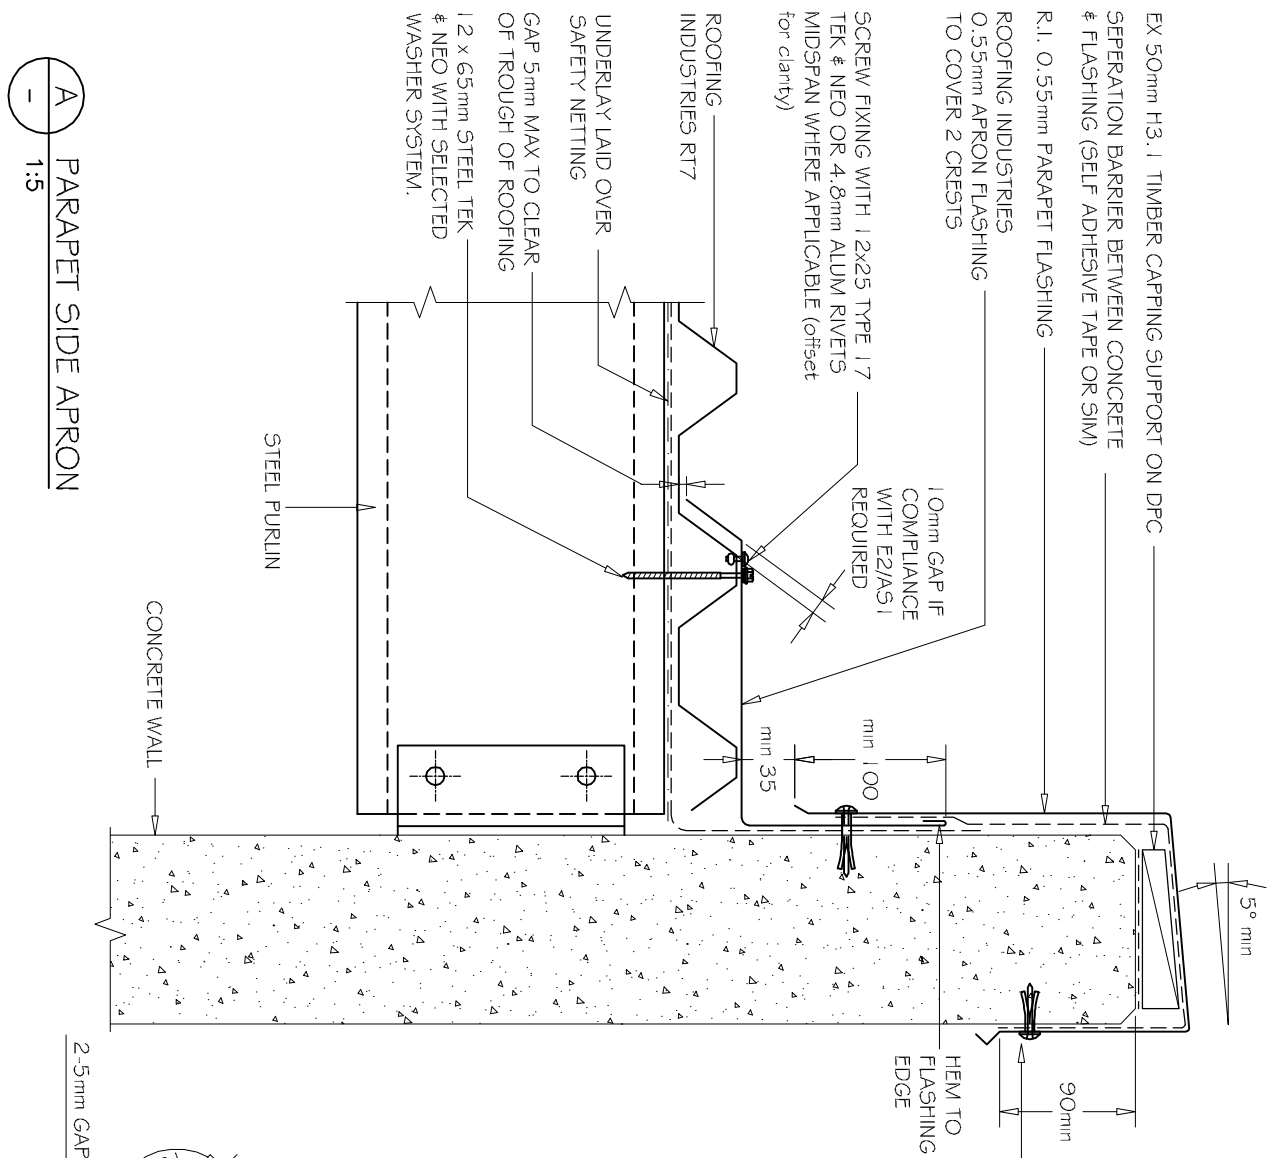 EX 50mm H3.1 TIMBER CAPPING SUPPORT ON DPC
SEPERATION BARRIER BETWEEN CONCRETE
& FLASHING (SELF ADHESIVE TAPE OR SIM)
R.I. 0.55mm PARAPET FLASHING
ROOFING INDUSTRIES
0.55mm APRON FLASHING
TO COVER 2 CRESTS
SCREW FIXING WITH 12x25 TYPE 17
TEK & NEO OR 4.8mm ALUM RIVETS
MIDSPAN WHERE APPLICABLE (offset
for clarity)
ROOFING
INDUSTRIES RT7
UNDERLAY LAID OVER
SAFETY NETTING
GAP 5mm MAX TO CLEAR
OF TROUGH OF ROOFING
12 x 65mm STEEL TEK
& NEO WITH SELECTED
WASHER SYSTEM.
10mm GAP IF
COMPLIANCE
WITH E2/AS1
REQUIRED
min 100
min 35
5° min
90min
HEM TO
FLASHING
EDGE
STEEL PURLIN
CONCRETE WALL
A
-
PARAPET SIDE APRON
1:5
2-5mm GAP